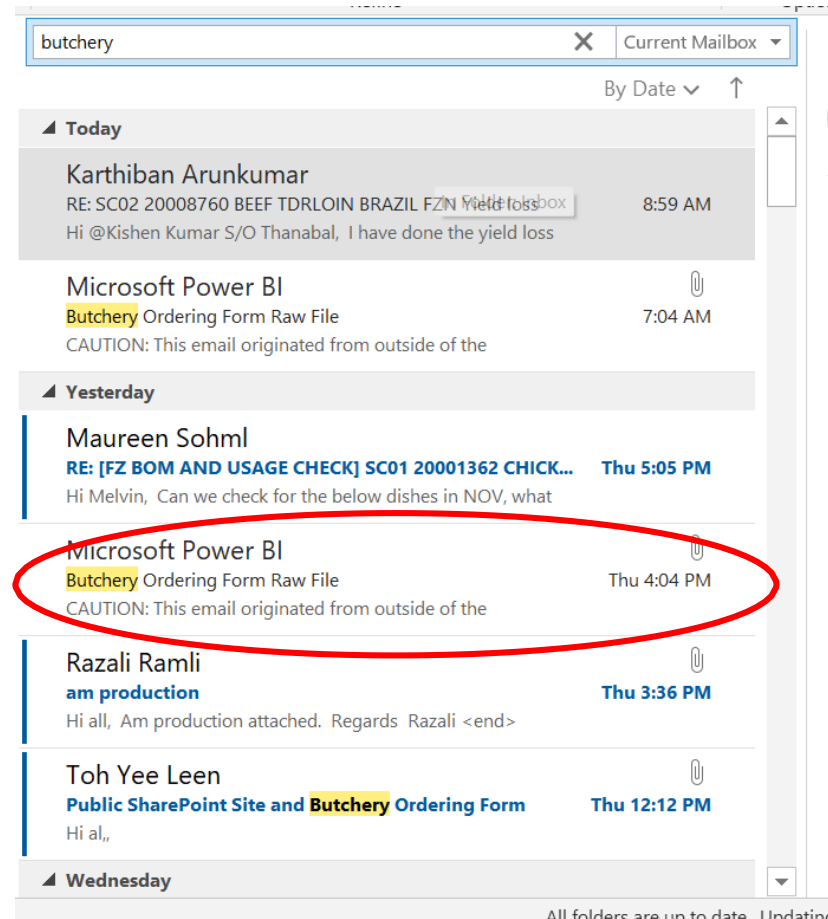 butchery
Current Mailbox
By Date
Today
Karthiban Arunkumar
RE: SC02 20008760 BEEF TDRLOIN BRAZIL FZN Yield loss 8:59 AM
Hi @Kishen Kumar S/O Thanabal, I have done the yield loss
Microsoft Power BI
Butchery Ordering Form Raw File 7:04 AM
CAUTION: This email originated from outside of the
Yesterday
Maureen Sohml
RE: [FZ BOM AND USAGE CHECK] SC01 20001362 CHICK... Thu 5:05 PM
Hi Melvin, Can we check for the below dishes in NOV, what
Microsoft Power BI
Butchery Ordering Form Raw File Thu 4:04 PM
CAUTION: This email originated from outside of the
Razali Ramli
am production Thu 3:36 PM
Hi all, Am production attached. Regards Razali <end>
Toh Yee Leen
Public SharePoint Site and Butchery Ordering Form Thu 12:12 PM
Hi al,,
Wednesday
All folders are up to date.